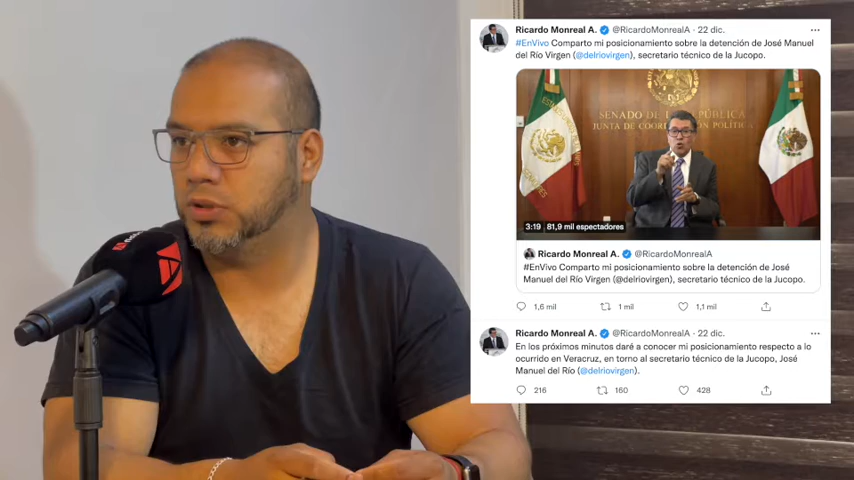 Ricardo Monreal A. @RicardoMonrealA · 22 dic.
#EnVivo Comparto mi posicionamiento sobre la detención de José Manuel
del Río Virgen (@delriovirgen), secretario técnico de la Jucopo.
SENADO DE LA REPÚBLICA
JUNTA DE COORDINACIÓN POLÍTICA
3:19 81,9 mil espectadores
Ricardo Monreal A. @RicardoMonrealA
#EnVivo Comparto mi posicionamiento sobre la detención de José
Manuel del Río Virgen (@delriovirgen), secretario técnico de la Jucopo.
1,6 mil 1 mil 1,1 mil
Ricardo Monreal A. @RicardoMonrealA · 22 dic.
En los próximos minutos daré a conocer mi posicionamiento respecto a lo
ocurrido en Veracruz, en torno al secretario técnico de la Jucopo, José
Manuel del Río (@delriovirgen).
216 160 428